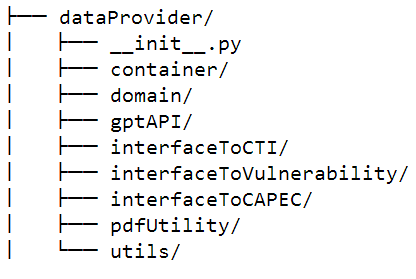 ├── dataProvider/
│   ├── __init__.py
│   ├── container/
│   ├── domain/
│   ├── gptAPI/
│   ├── interfaceToCTI/
│   ├── interfaceToVulnerability/
│   ├── interfaceToCAPEC/
│   ├── pdfUtility/
│   └── utils/